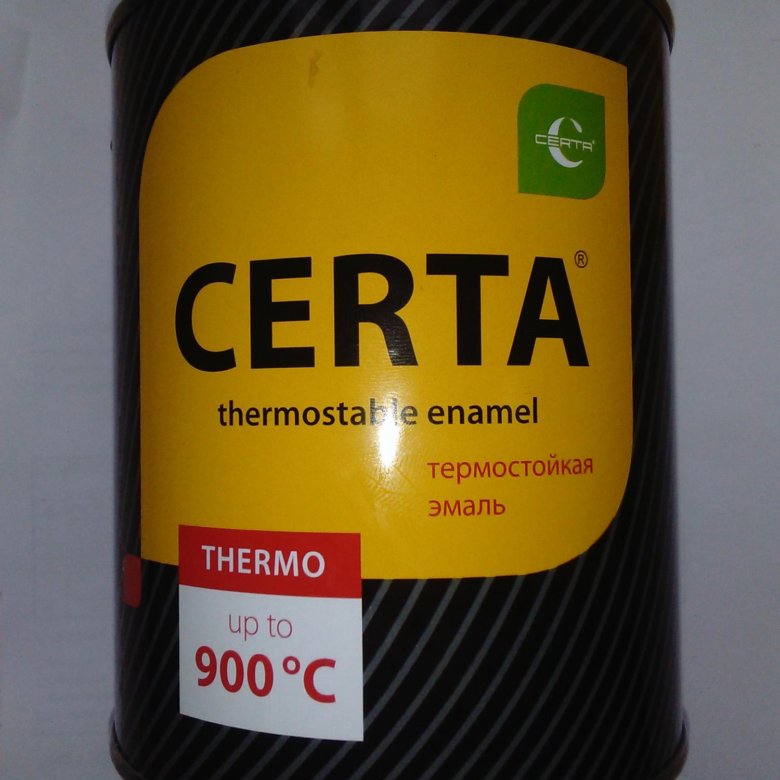 CERTA®
CERTA®
thermostable enamel
термостойкая
эмаль
THERMO
up to
900 °C